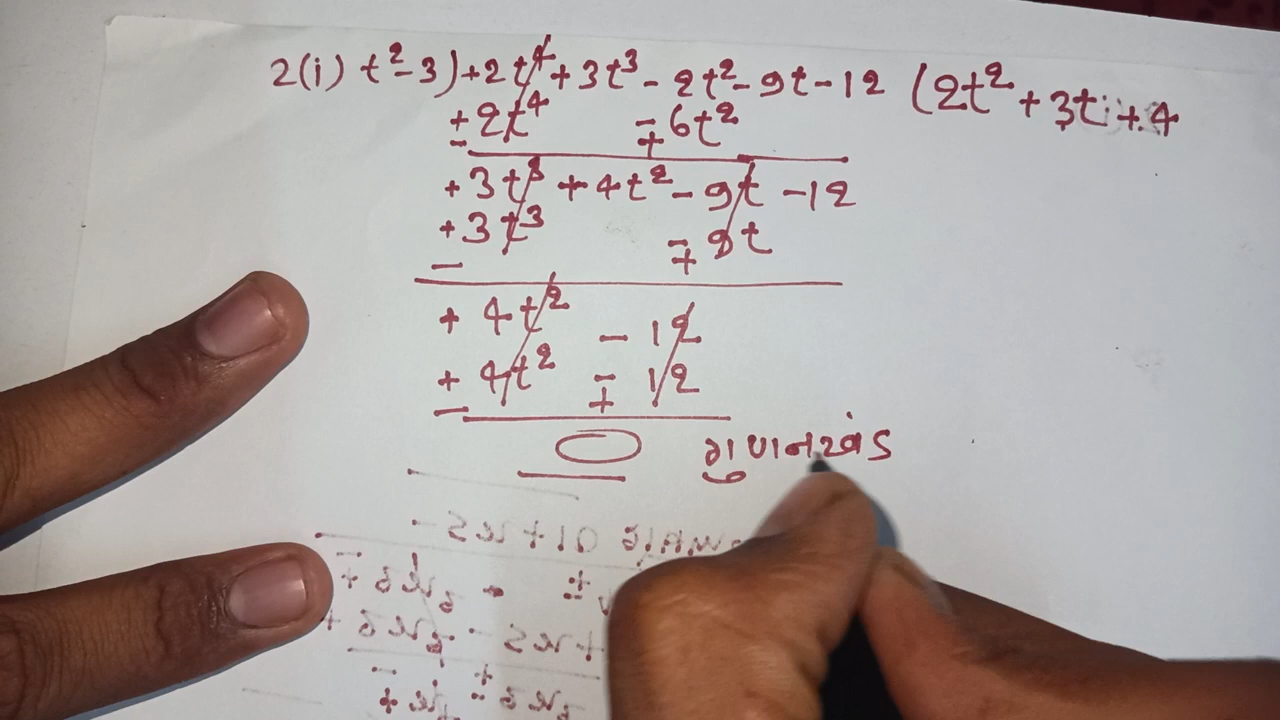 2(i) t²-3)+2t⁴+3t³-2t²-9t-12 (2t²+3t+4
±2t⁴ ∓6t²
+3t³+4t²-9t-12
+3t³ ∓9t
−
+4t²-12
+4t² ∓12
−
0 ગુણાનયવંડ